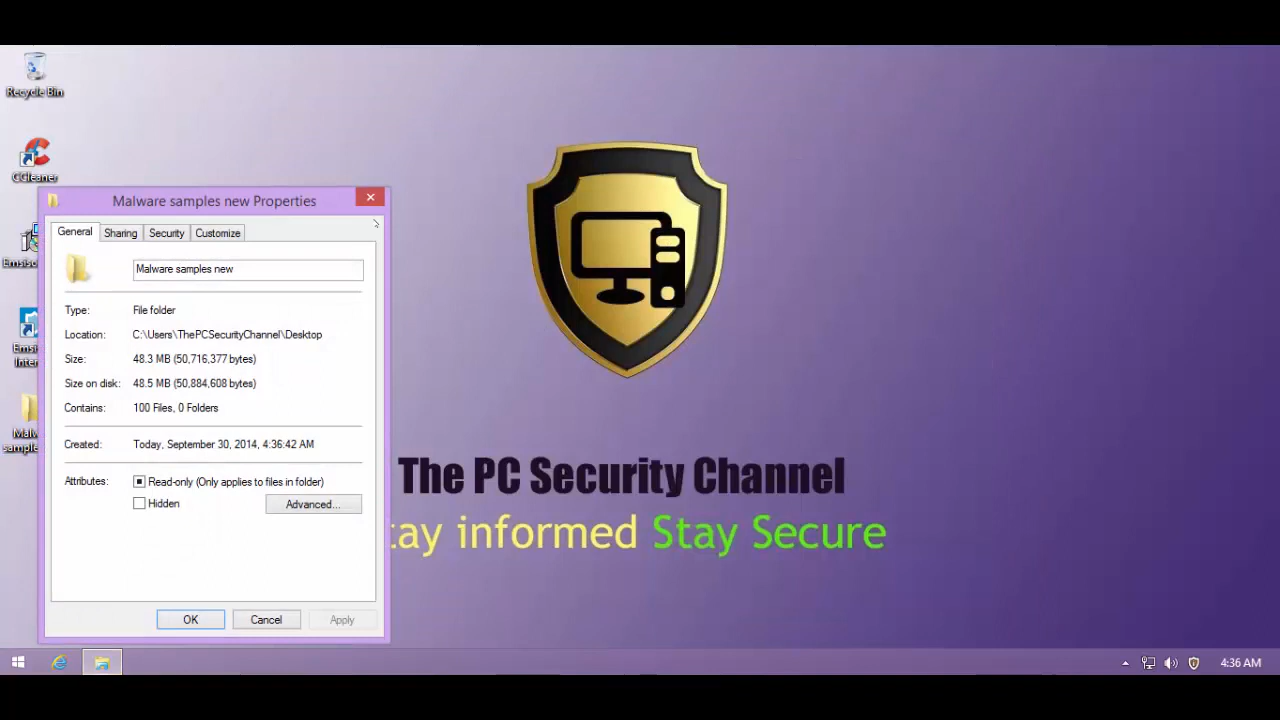 Recycle Bin
CCleaner
Malware samples new Properties
General
Sharing
Security
Customize
Malware samples new
Type: File folder
Location: C:\Users\ThePCSecurityChannel\Desktop
Size: 48.3 MB (50,716,377 bytes)
Size on disk: 48.5 MB (50,884,608 bytes)
Contains: 100 Files, 0 Folders
Created: Today, September 30, 2014, 4:36:42 AM
Attributes: Read-only (Only applies to files in folder)
Hidden
Advanced...
OK
Cancel
Apply
The PC Security Channel
tay informed Stay Secure
4:36 AM